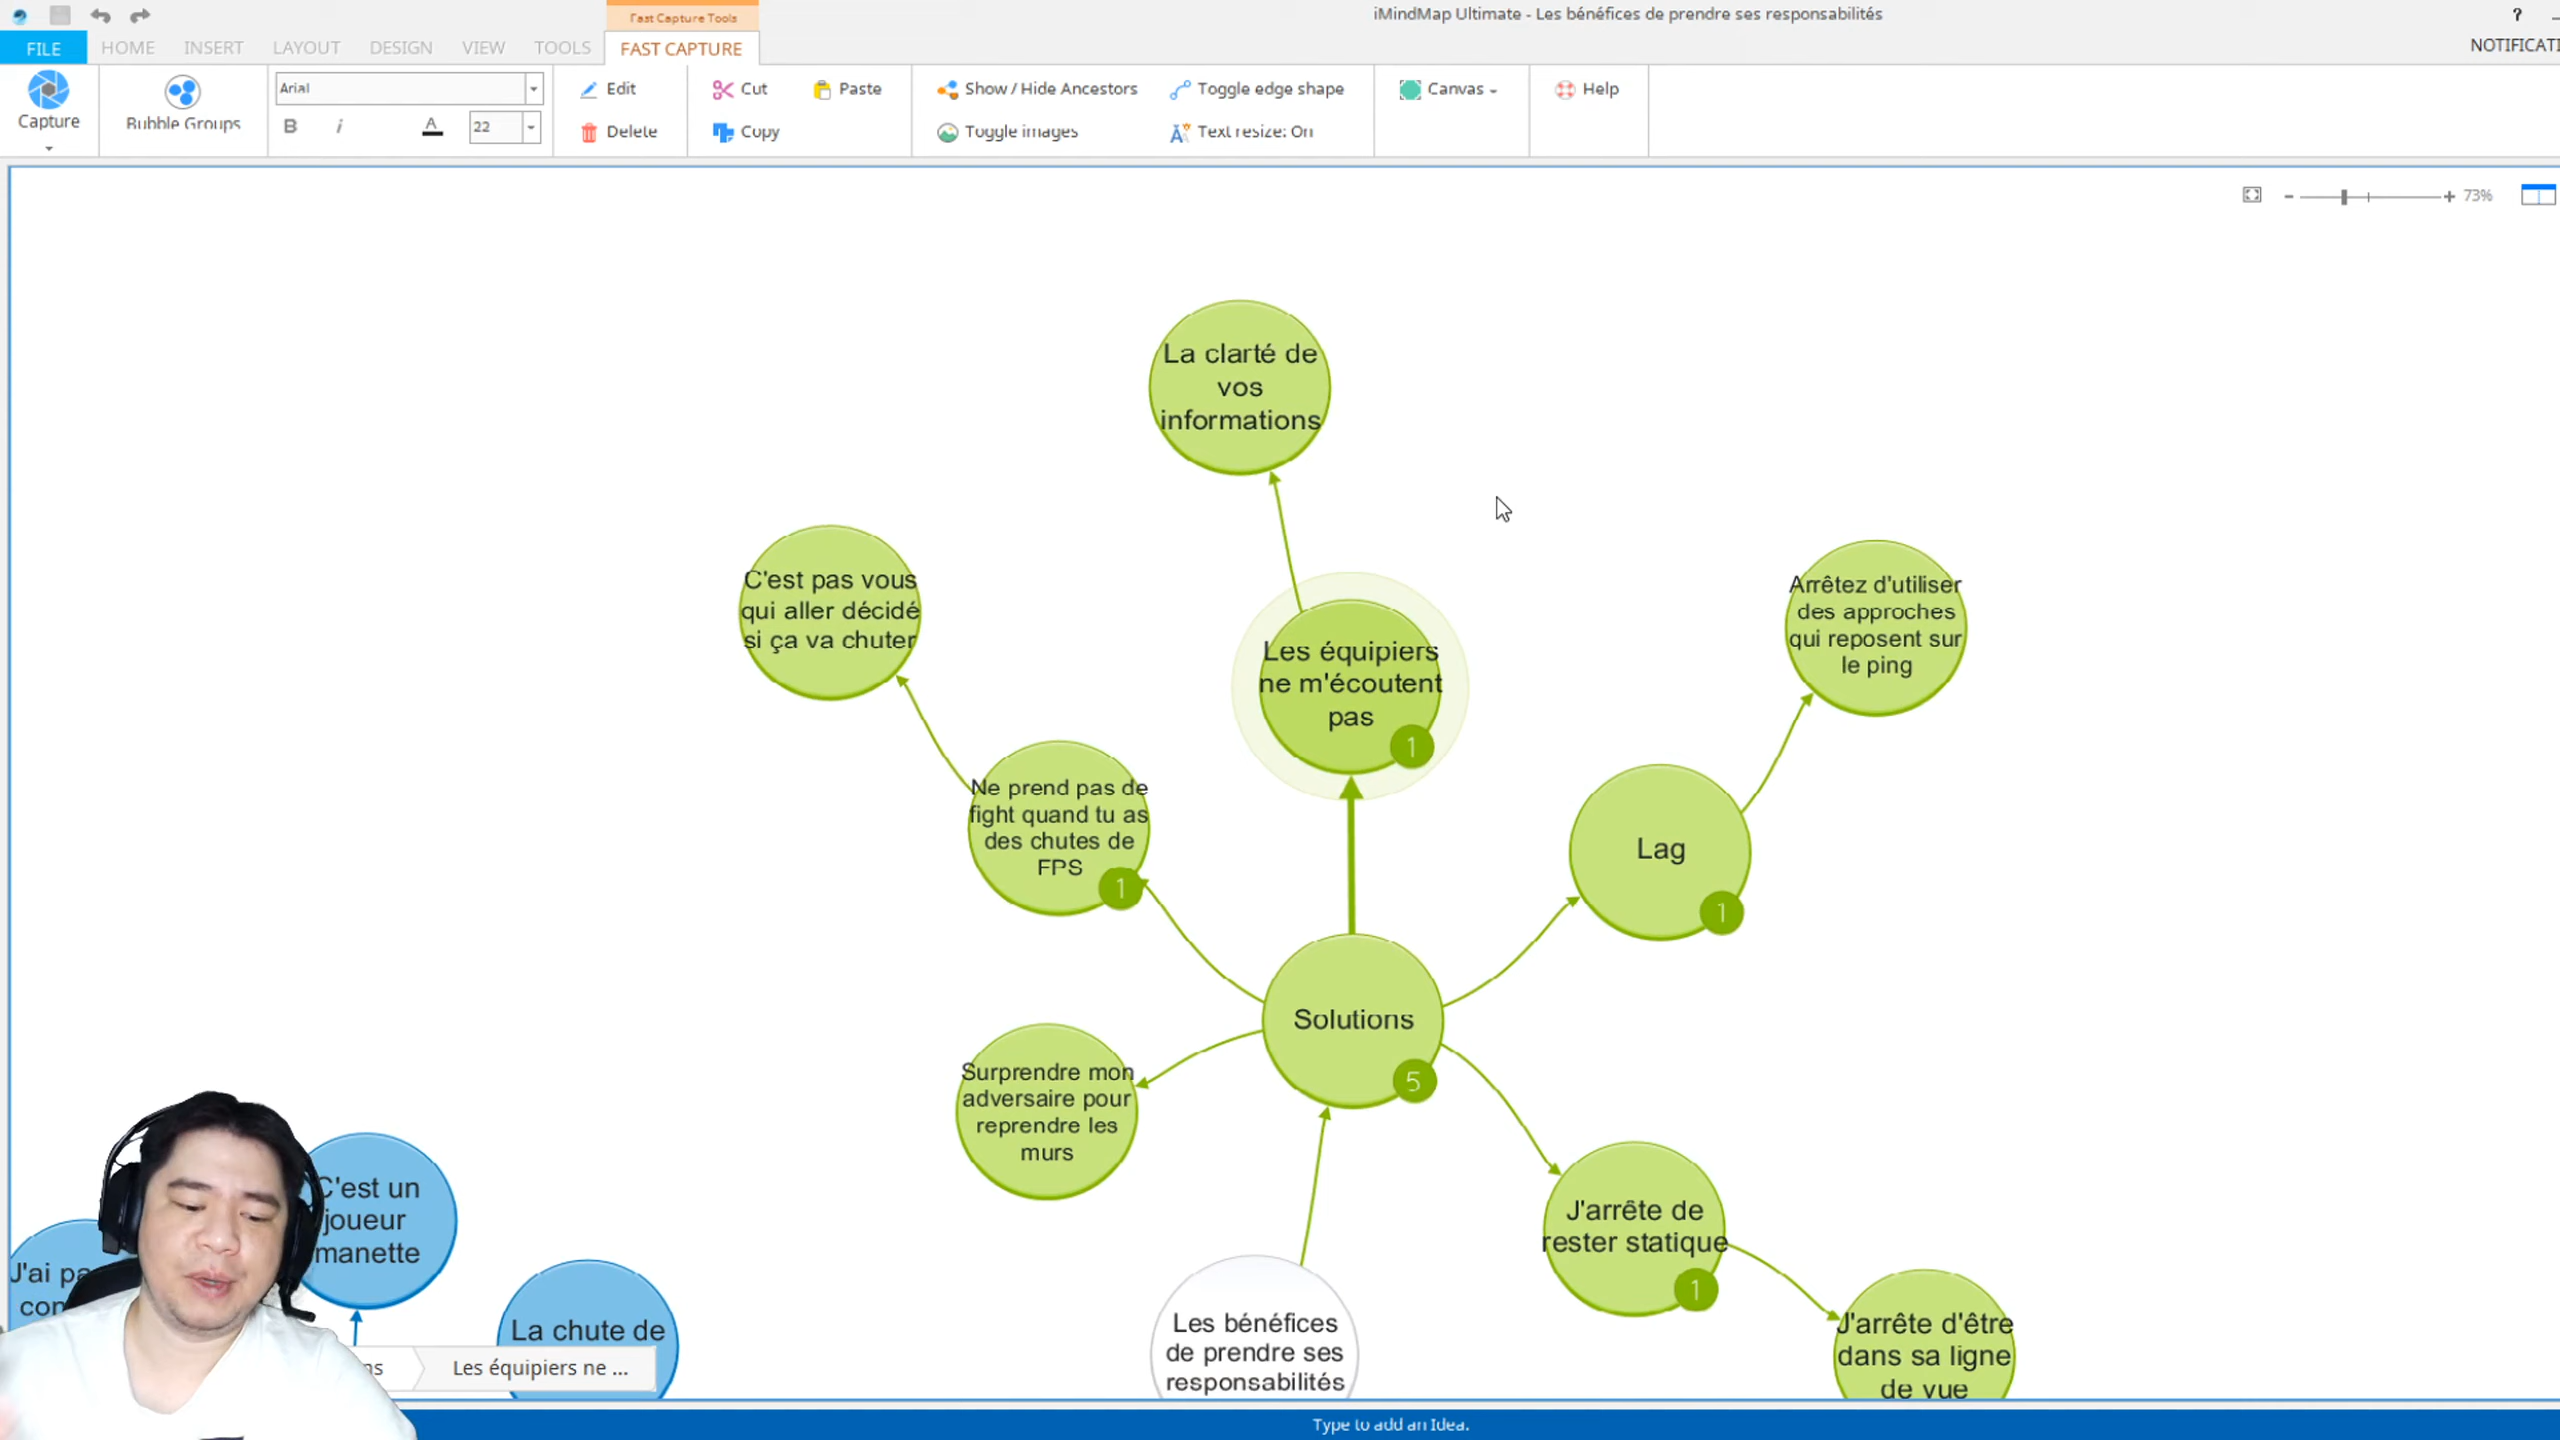 Fast Capture Tools
iMindMap Ultimate - Les bénéfices de prendre ses responsabilités
?
FILE
HOME
INSERT
LAYOUT
DESIGN
VIEW
TOOLS
FAST CAPTURE
Capture
Bubble Groups
Arial
B
i
A
22
Edit
Delete
Cut
Copy
Paste
Show / Hide Ancestors
Toggle images
Toggle edge shape
Text resize: On
Canvas
Help
73%
La clarté de
vos
informations
C'est pas vous
qui aller décidé
si ça va chuter
Les équipiers
ne m'écoutent
pas
1
Arrêtez d'utiliser
des approches
qui reposent sur
le ping
Ne prend pas de
fight quand tu as
des chutes de
FPS
1
Lag
1
Solutions
5
Surprendre mon
adversaire pour
reprendre les
murs
J'arrête de
rester statique
1
J'arrête d'être
dans sa ligne
de vue
Les bénéfices
de prendre ses
responsabilités
C'est un
joueur
manette
J'ai
La chute de
Les équipiers ne ...
Type to add an Idea.